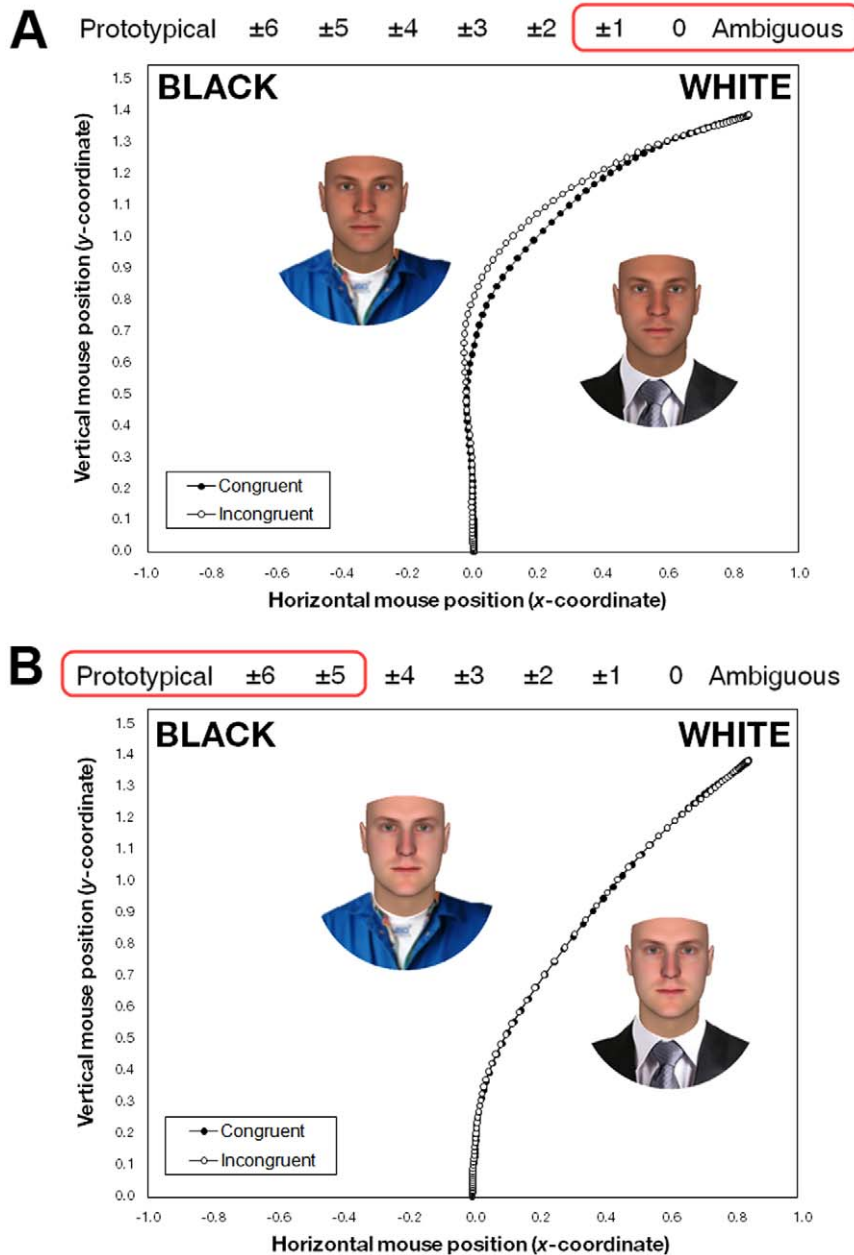 A Prototypical ±6 ±5 ±4 ±3 ±2 ±1 0 Ambiguous
BLACK WHITE
Vertical mouse position (y-coordinate)
1.5
1.4
1.3
1.2
1.1
1.0
0.9
0.8
0.7
0.6
0.5
0.4
0.3
0.2
0.1
0.0
Congruent
Incongruent
-1.0 -0.8 -0.6 -0.4 -0.2 0.0 0.2 0.4 0.6 0.8 1.0
Horizontal mouse position (x-coordinate)
B Prototypical ±6 ±5 ±4 ±3 ±2 ±1 0 Ambiguous
BLACK WHITE
Vertical mouse position (y-coordinate)
1.5
1.4
1.3
1.2
1.1
1.0
0.9
0.8
0.7
0.6
0.5
0.4
0.3
0.2
0.1
0.0
Congruent
Incongruent
-1.0 -0.8 -0.6 -0.4 -0.2 0.0 0.2 0.4 0.6 0.8 1.0
Horizontal mouse position (x-coordinate)